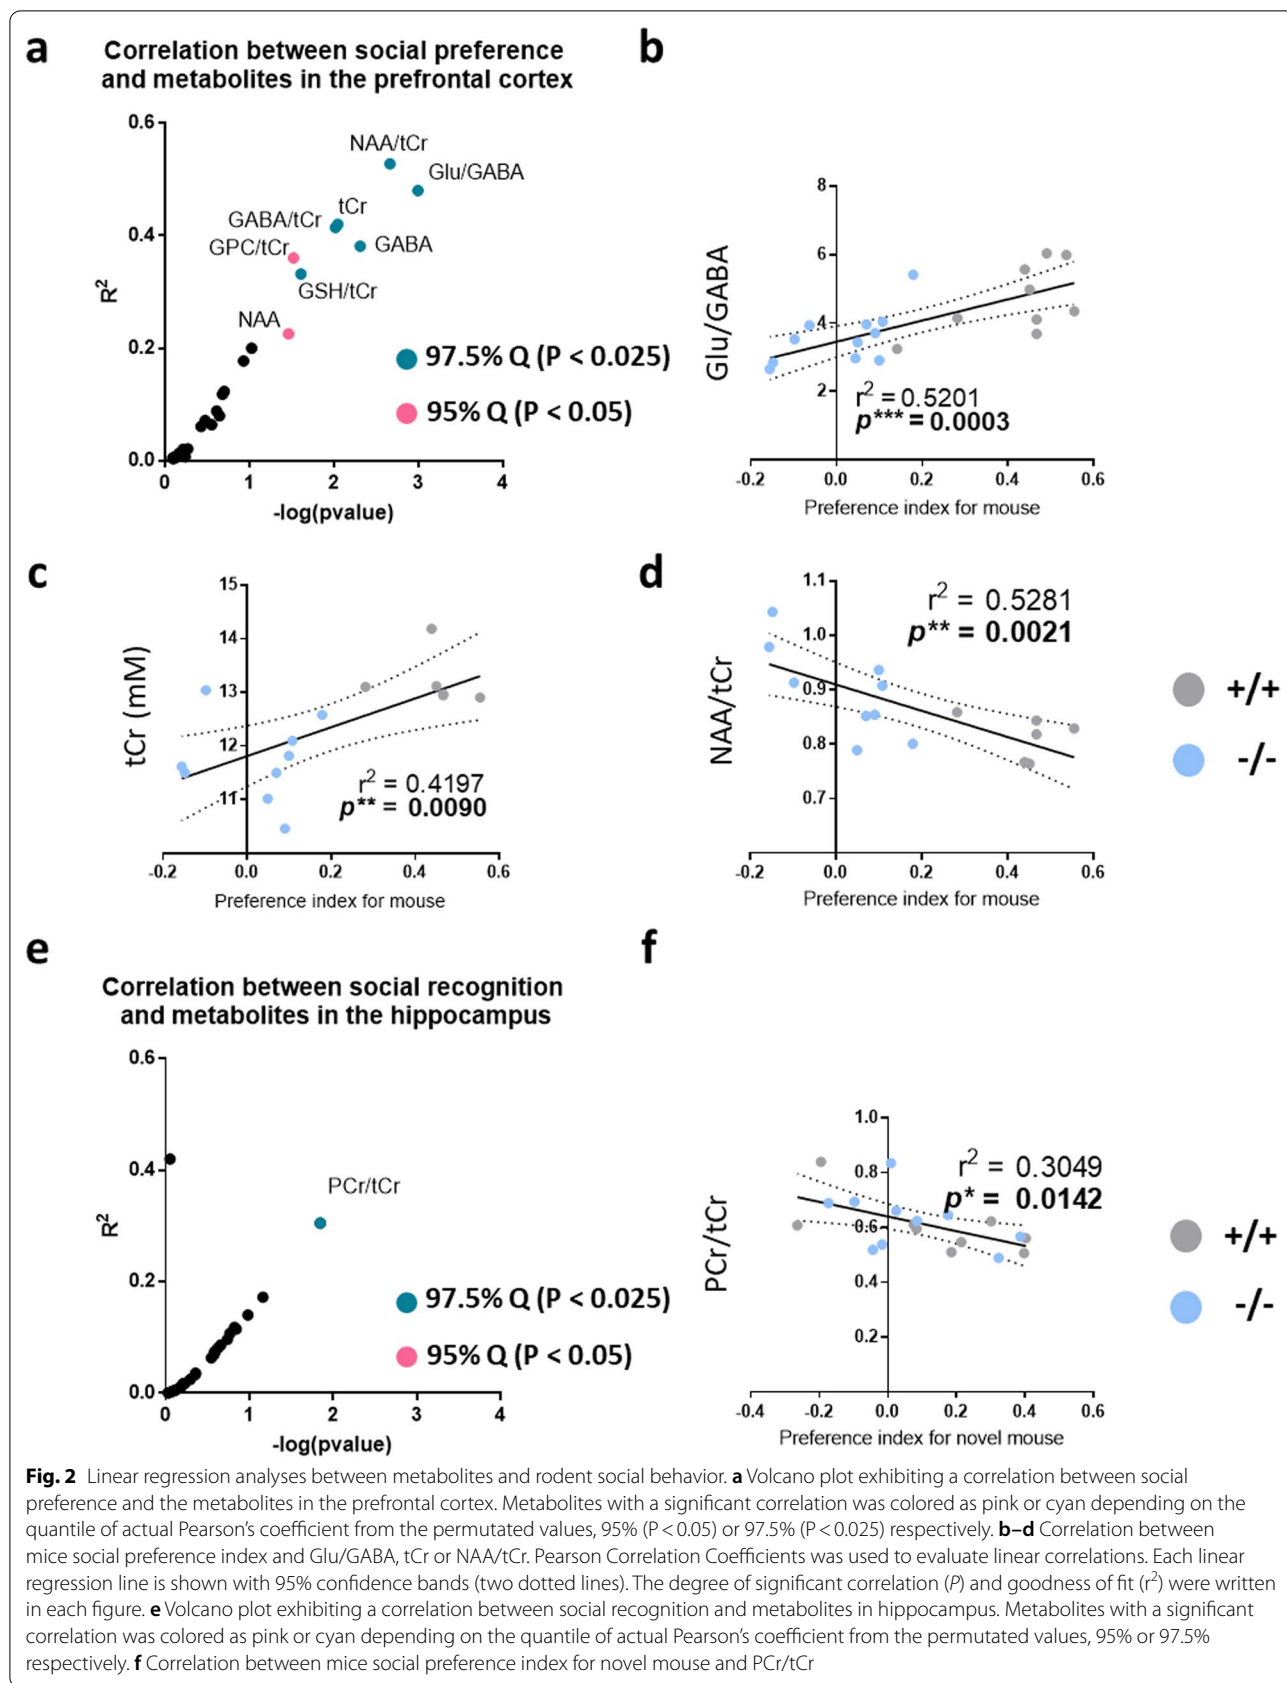 a
Correlation between social preference
and metabolites in the prefrontal cortex
0.6
0.4
0.2
0.0
R2
NAA/tCr
Glu/GABA
tCr
GABA/tCr
GABA
GPC/tCr
GSH/tCr
NAA
97.5% Q (P < 0.025)
95% Q (P < 0.05)
0 1 2 3 4
-log(pvalue)
b
8
6
4
2
Glu/GABA
r2 = 0.5201
p*** = 0.0003
-0.2 0.0 0.2 0.4 0.6
Preference index for mouse
c
15
14
13
12
11
tCr (mM)
r2 = 0.4197
p** = 0.0090
-0.2 0.0 0.2 0.4 0.6
Preference index for mouse
d
1.1
1.0
0.9
0.8
0.7
NAA/tCr
r2 = 0.5281
p** = 0.0021
-0.2 0.0 0.2 0.4 0.6
Preference index for mouse
+/+
-/-
e
Correlation between social recognition
and metabolites in the hippocampus
0.6
0.4
0.2
0.0
R2
PCr/tCr
97.5% Q (P < 0.025)
95% Q (P < 0.05)
0 1 2 3 4
-log(pvalue)
f
1.0
0.8
0.6
0.4
0.2
PCr/tCr
r2 = 0.3049
p* = 0.0142
-0.4 -0.2 0.0 0.2 0.4 0.6
Preference index for novel mouse
+/+
-/-
Fig. 2 Linear regression analyses between metabolites and rodent social behavior. a Volcano plot exhibiting a correlation between social
preference and the metabolites in the prefrontal cortex. Metabolites with a significant correlation was colored as pink or cyan depending on the
quantile of actual Pearson's coefficient from the permutated values, 95% (P < 0.05) or 97.5% (P < 0.025) respectively. b–d Correlation between
mice social preference index and Glu/GABA, tCr or NAA/tCr. Pearson Correlation Coefficients was used to evaluate linear correlations. Each linear
regression line is shown with 95% confidence bands (two dotted lines). The degree of significant correlation (P) and goodness of fit (r2) were written
in each figure. e Volcano plot exhibiting a correlation between social recognition and metabolites in hippocampus. Metabolites with a significant
correlation was colored as pink or cyan depending on the quantile of actual Pearson's coefficient from the permutated values, 95% or 97.5%
respectively. f Correlation between mice social preference index for novel mouse and PCr/tCr